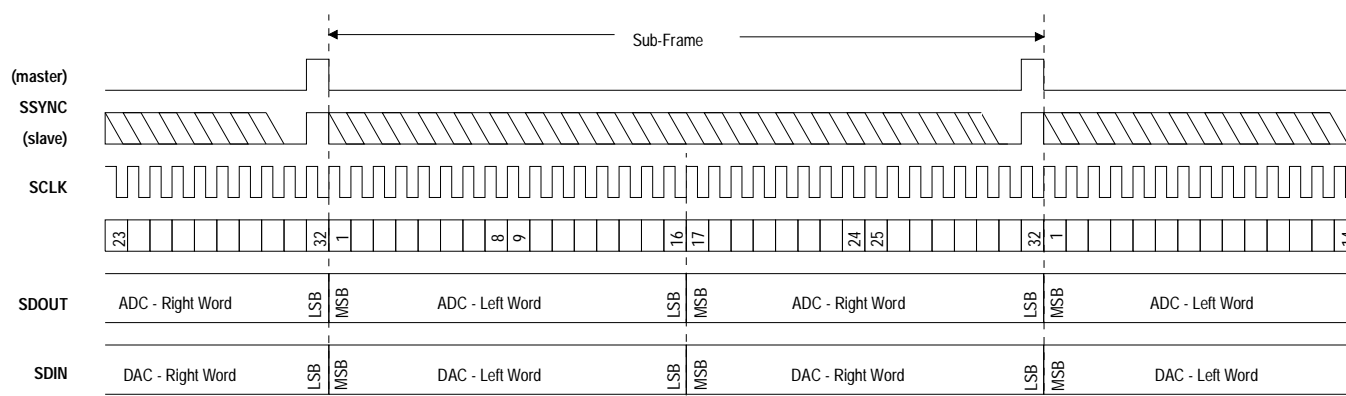 Sub-Frame
(master)
SSYNC
(slave)
SCLK
23 32 1 8 9 16 17 24 25 32 1 14
SDOUT ADC - Right Word LSB MSB ADC - Left Word LSB MSB ADC - Right Word LSB MSB ADC - Left Word
SDIN DAC - Right Word LSB MSB DAC - Left Word LSB MSB DAC - Right Word LSB MSB DAC - Left Word